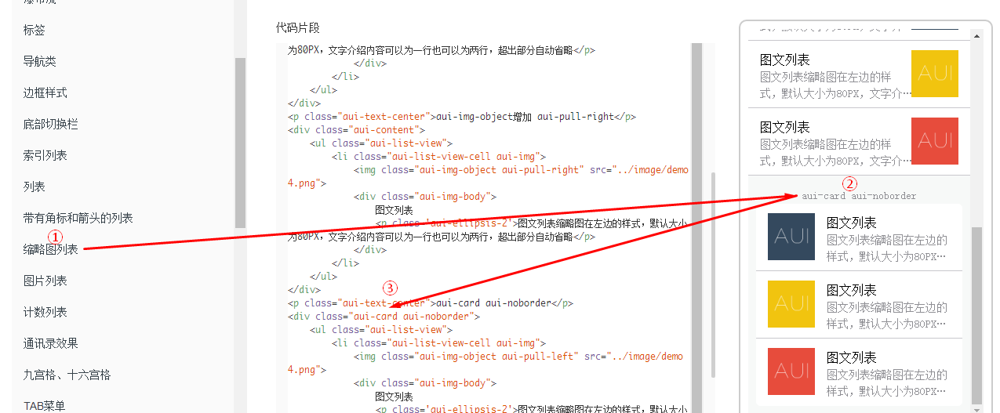 瀑布流
标签
导航类
边框样式
底部切换栏
索引列表
列表
带有角标和箭头的列表
①
缩略图列表
图片列表
计数列表
通讯录效果
九宫格、十六宫格
TAB菜单
代码片段
为80PX，文字介绍内容可以为一行也可以为两行，超出部分自动省略</p>
</div>
</li>
</ul>
</div>
<p class="aui-text-center">aui-img-object增加 aui-pull-right</p>
<div class="aui-content">
<ul class="aui-list-view">
<li class="aui-list-view-cell aui-img">
<img class="aui-img-object aui-pull-right" src="../image/demo
4.png">
<div class="aui-img-body">
图文列表
<p class='aui-ellipsis-2'>图文列表缩略图在左边的样式，默认大小
为80PX，文字介绍内容可以为一行也可以为两行，超出部分自动省略</p>
</div>
</li>
</ul>
</div>
③
<p class="aui-text-center">aui-card aui-noborder</p>
<div class="aui-card aui-noborder">
<ul class="aui-list-view">
<li class="aui-list-view-cell aui-img">
<img class="aui-img-object aui-pull-left" src="../image/demo
4.png">
<div class="aui-img-body">
图文列表
<p class='aui-ellipsis-2'>图文列表缩略图在左边的样式，默认大小
式，默认大小为80PX，文字介…
图文列表
图文列表缩略图在左边的样
式，默认大小为80PX，文字介…
AUI
图文列表
图文列表缩略图在左边的样
式，默认大小为80PX，文字介…
AUI
②
aui-card aui-noborder
AUI
图文列表
图文列表缩略图在左边的
样式，默认大小为80PX…
AUI
图文列表
图文列表缩略图在左边的
样式，默认大小为80PX…
AUI
图文列表
图文列表缩略图在左边的
样式，默认大小为80PX…